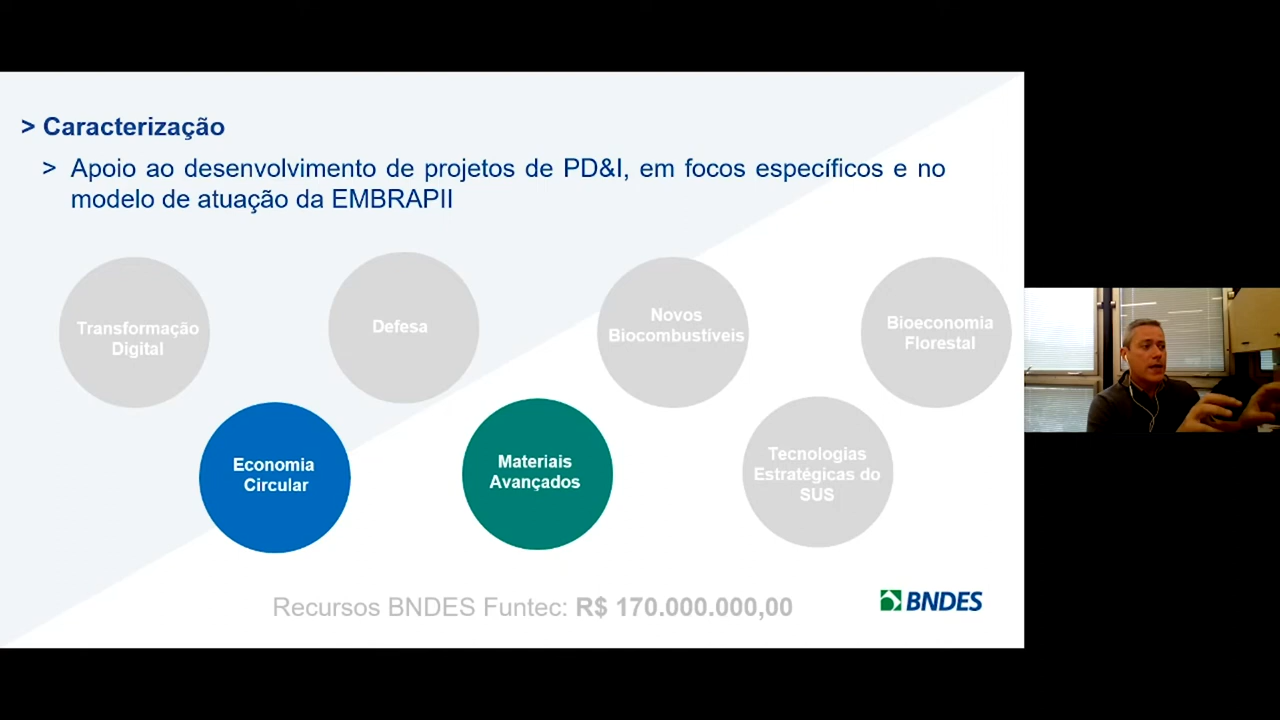 > Caracterização
> Apoio ao desenvolvimento de projetos de PD&I, em focos específicos e no
modelo de atuação da EMBRAPII
Transformação
Digital
Defesa
Novos
Biocombustíveis
Bioeconomia
Florestal
Economia
Circular
Materiais
Avançados
Tecnologias
Estratégicas do
SUS
Recursos BNDES Funtec: R$ 170.000.000,00
BNDES